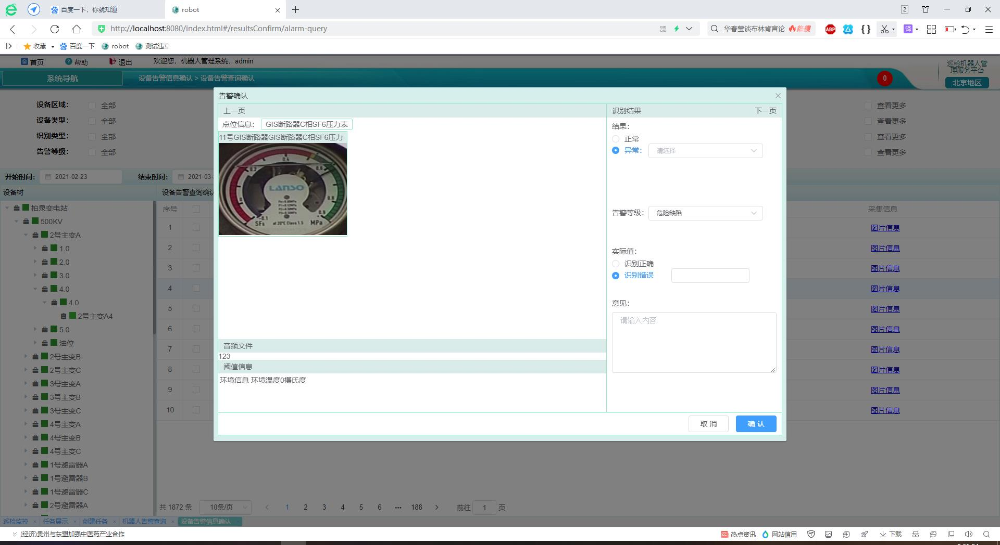 百度一下，你就知道
robot
2
http://localhost:8080/index.html#/resultsConfirm/alarm-query
华春莹谈布林肯言论
热搜
ABP
译
收藏
百度一下
robot
测试违章
首页
帮助
退出
欢迎您，机器人管理系统，admin
系统导航
设备告警信息确认 > 设备告警查询确认
0
巡检机器人管理服务平台
北京地区
设备区域：
全部
查看更多
设备类型：
全部
查看更多
识别类型：
全部
查看更多
告警等级：
全部
查看更多
开始时间：
2021-02-23
结束时间：
2021-03-
设备树
设备告警查询确认
柏泉变电站
500KV
2号主变A
1.0
2.0
3.0
4.0
4.0
2号主变A4
5.0
油位
2号主变B
2号主变C
3号主变A
3号主变B
3号主变C
4号主变A
4号主变B
4号主变C
1号避雷器A
1号避雷器B
1号避雷器C
2号避雷器A
序号
采集信息
1
图片信息
2
图片信息
3
图片信息
4
图片信息
5
图片信息
6
图片信息
7
图片信息
8
图片信息
9
图片信息
10
图片信息
告警确认
上一页
点位信息：
GIS断路器C相SF6压力表
11号GIS断路器GIS断路器C相SF6压力
0
0.2
0.4
0.8
0.9
-0.1
LANSO
SF6
at 20℃ Class 1.5
MPa
音频文件
123
阈值信息
环境信息 环境温度0摄氏度
识别结果
下一页
结果：
正常
异常：
请选择
告警等级：
危险缺陷
实际值：
识别正确
识别错误
意见：
请输入内容
取 消
确 认
共 1872 条
10条/页
1
2
3
4
5
6
188
前往
1
页
巡检监控
任务展示
创建任务
机器人告警查询
设备告警信息确认
(经济)贵州与东盟加强中医药产业合作
热点资讯
网站信用
下载